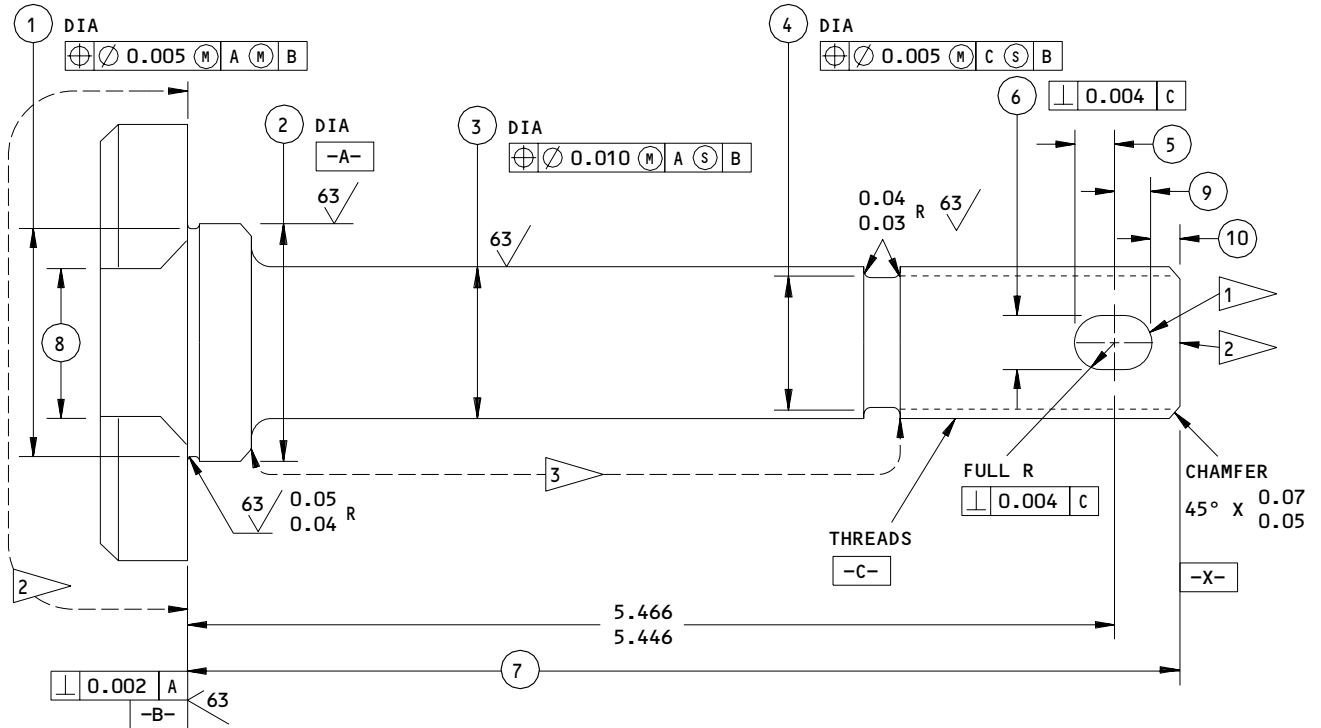 1 DIA
⌖ ⌀ 0.005 Ⓜ A Ⓜ B
4 DIA
⌖ ⌀ 0.005 Ⓜ C Ⓢ B
6 ⊥ 0.004 C
2 DIA
-A-
63
3 DIA
⌖ ⌀ 0.010 Ⓜ A Ⓢ B
63
5
9
10
0.04
0.03 R 63
1
2
8
3
63 0.05
0.04 R
FULL R
⊥ 0.004 C
CHAMFER
45° X 0.07
0.05
THREADS
-C-
-X-
2
5.466
5.446
7
⊥ 0.002 A
-B-
63